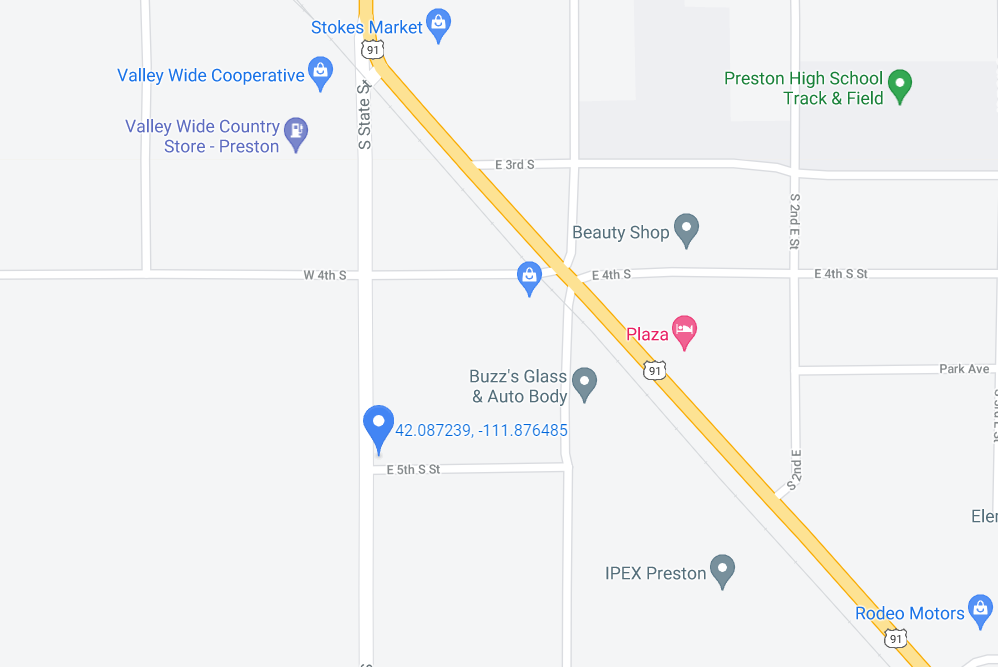 Stokes Market
91
Valley Wide Cooperative
Preston High School
Track & Field
S State St
Valley Wide Country
Store - Preston
E 3rd S
S 2nd E St
Beauty Shop
W 4th S
E 4th S
E 4th S St
Plaza
91
Park Ave
Buzz's Glass
& Auto Body
42.087239, -111.876485
E 5th S St
S 2nd E
IPEX Preston
Rodeo Motors
91